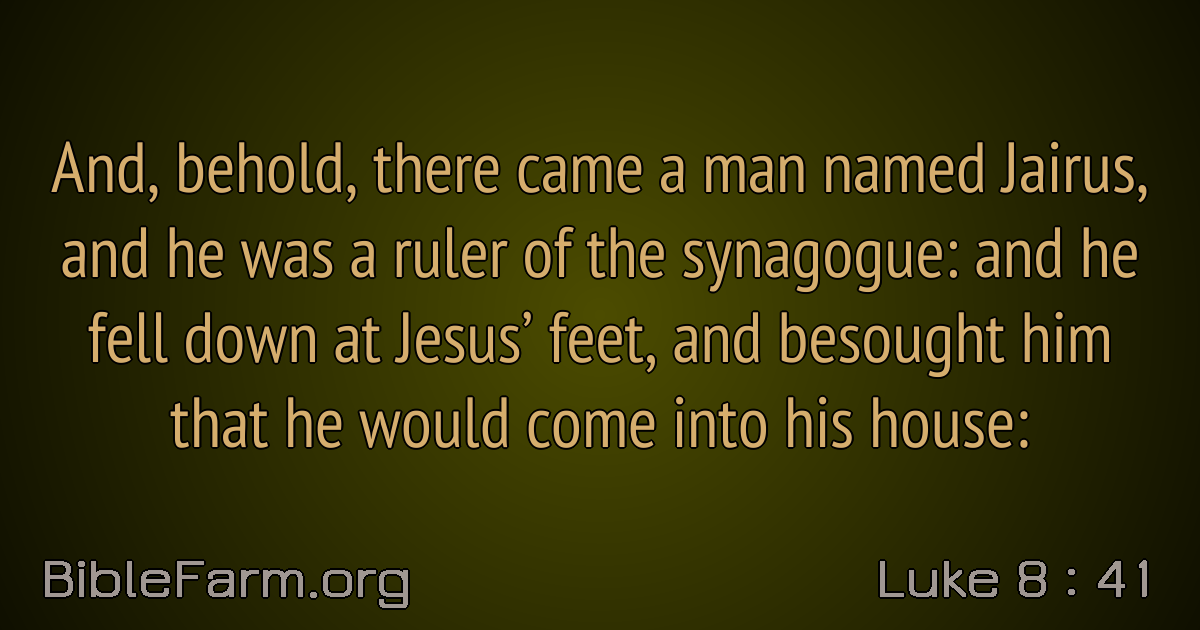 And, behold, there came a man named Jairus,
and he was a ruler of the synagogue: and he
fell down at Jesus’ feet, and besought him
that he would come into his house:
BibleFarm.org
Luke 8 : 41